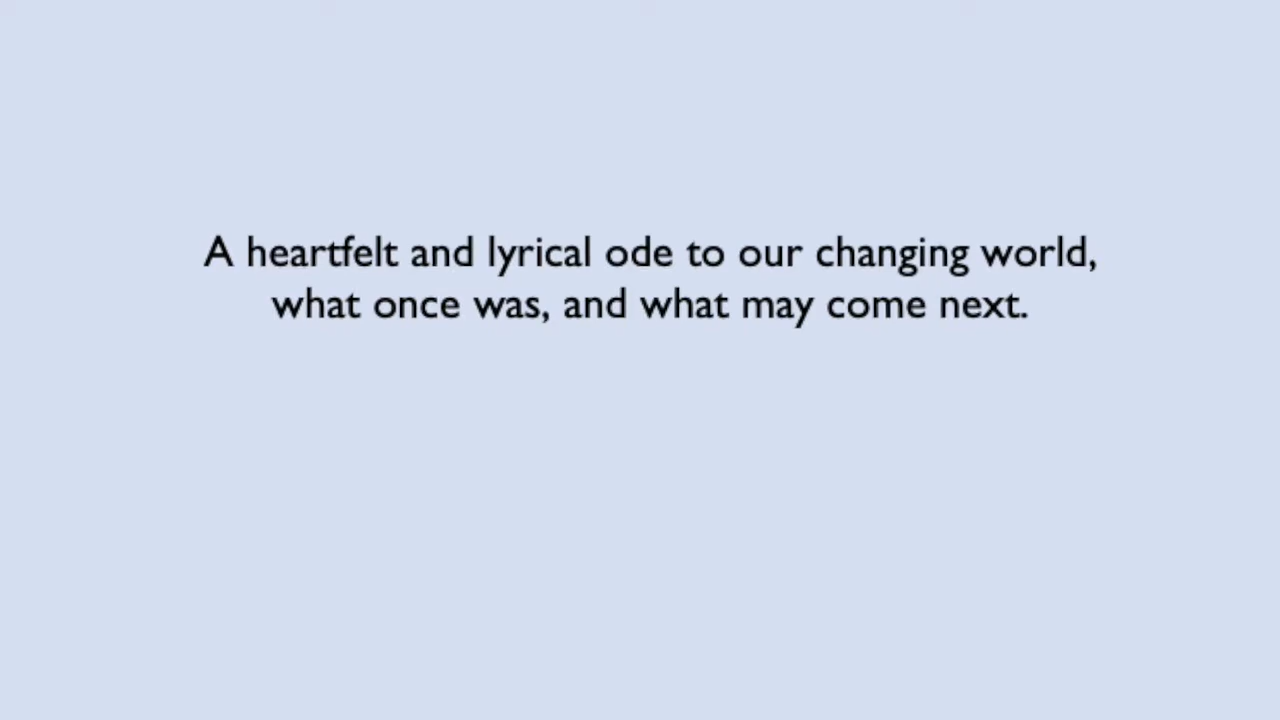 A heartfelt and lyrical ode to our changing world,
what once was, and what may come next.